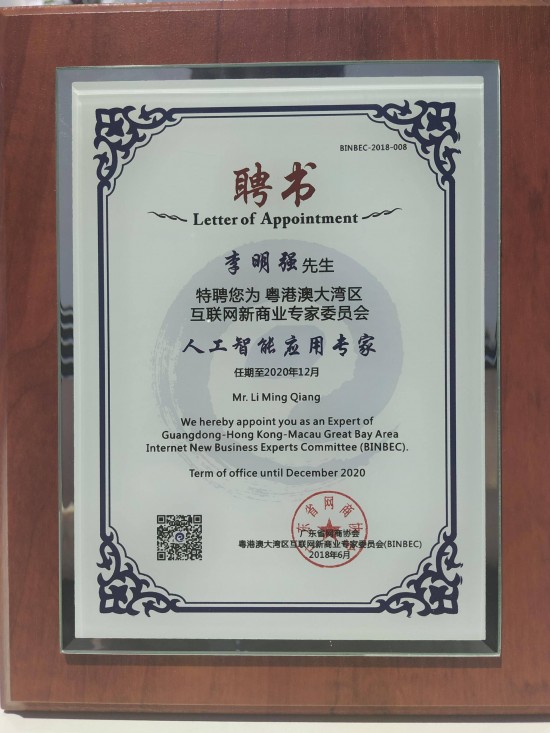 BINBEC-2018-008
聘书
Letter of Appointment
李明强先生
特聘您为 粤港澳大湾区
互联网新商业专家委员会
人工智能应用专家
任期至2020年12月
Mr. Li Ming Qiang
We hereby appoint you as an Expert of
Guangdong-Hong Kong-Macau Great Bay Area
Internet New Business Experts Committee (BINBEC).
Term of office until December 2020
广东省网商协会
粤港澳大湾区互联网新商业专家委员会(BINBEC)
2018年6月